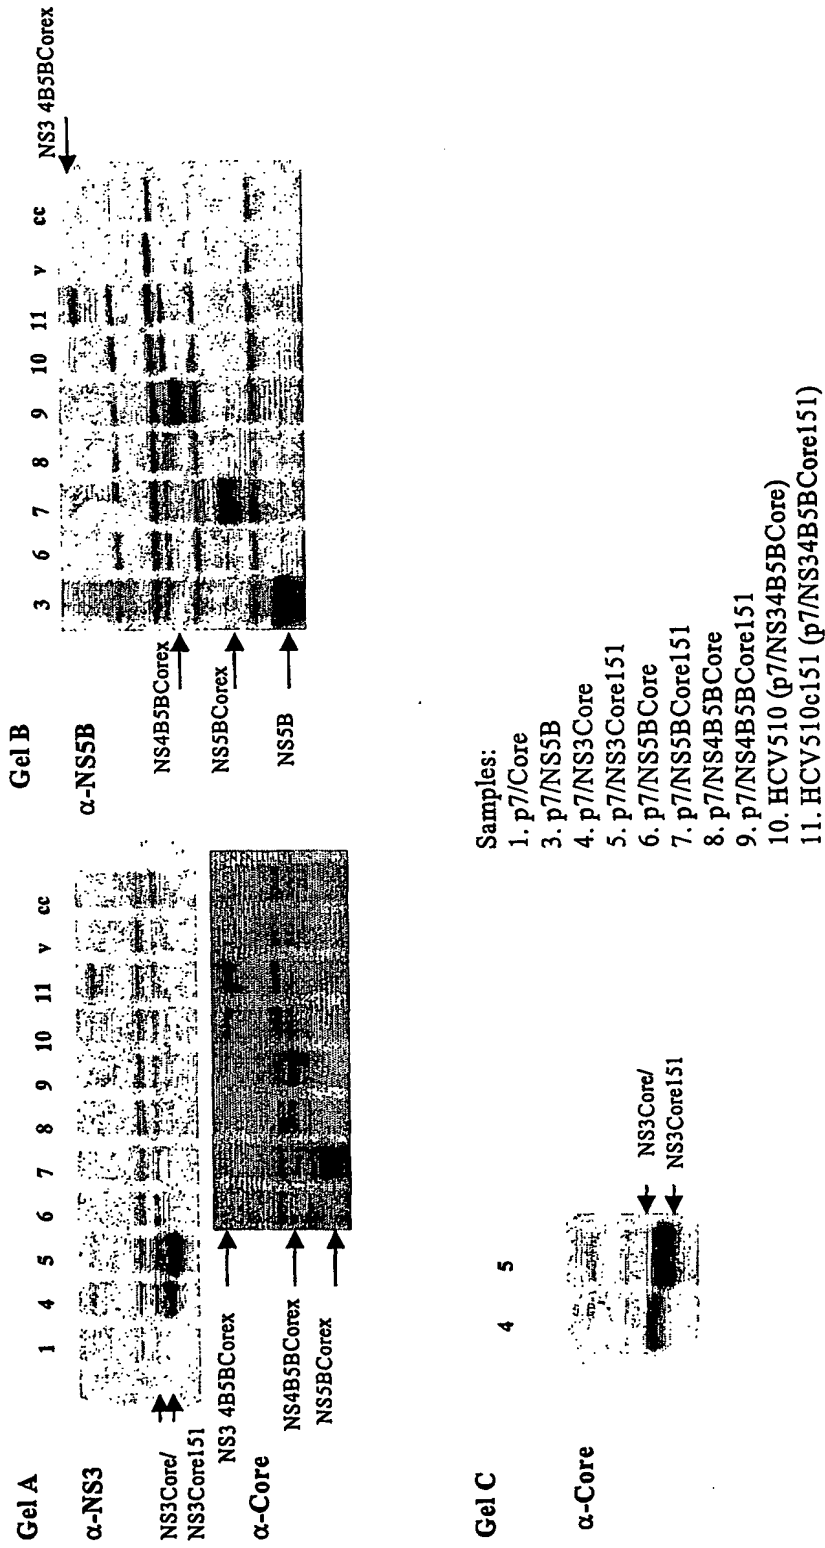 Gel A
α-NS3
1 4 5 6 7 8 9 10 11 v cc
NS3Core/
NS3Core151
α-Core
NS3 4B5BCorex
NS4B5BCorex
NS5BCorex
Gel B
α-NS5B
3 6 7 8 9 10 11 v cc
NS3 4B5BCorex
NS4B5BCorex
NS5BCorex
NS5B
Gel C
α-Core
4 5
NS3Core/
NS3Core151
Samples:
1. p7/Core
3. p7/NS5B
4. p7/NS3Core
5. p7/NS3Core151
6. p7/NS5BCore
7. p7/NS5BCore151
8. p7/NS4B5BCore
9. p7/NS4B5BCore151
10. HCV510 (p7/NS34B5BCore)
11. HCV510c151 (p7/NS34B5BCore151)